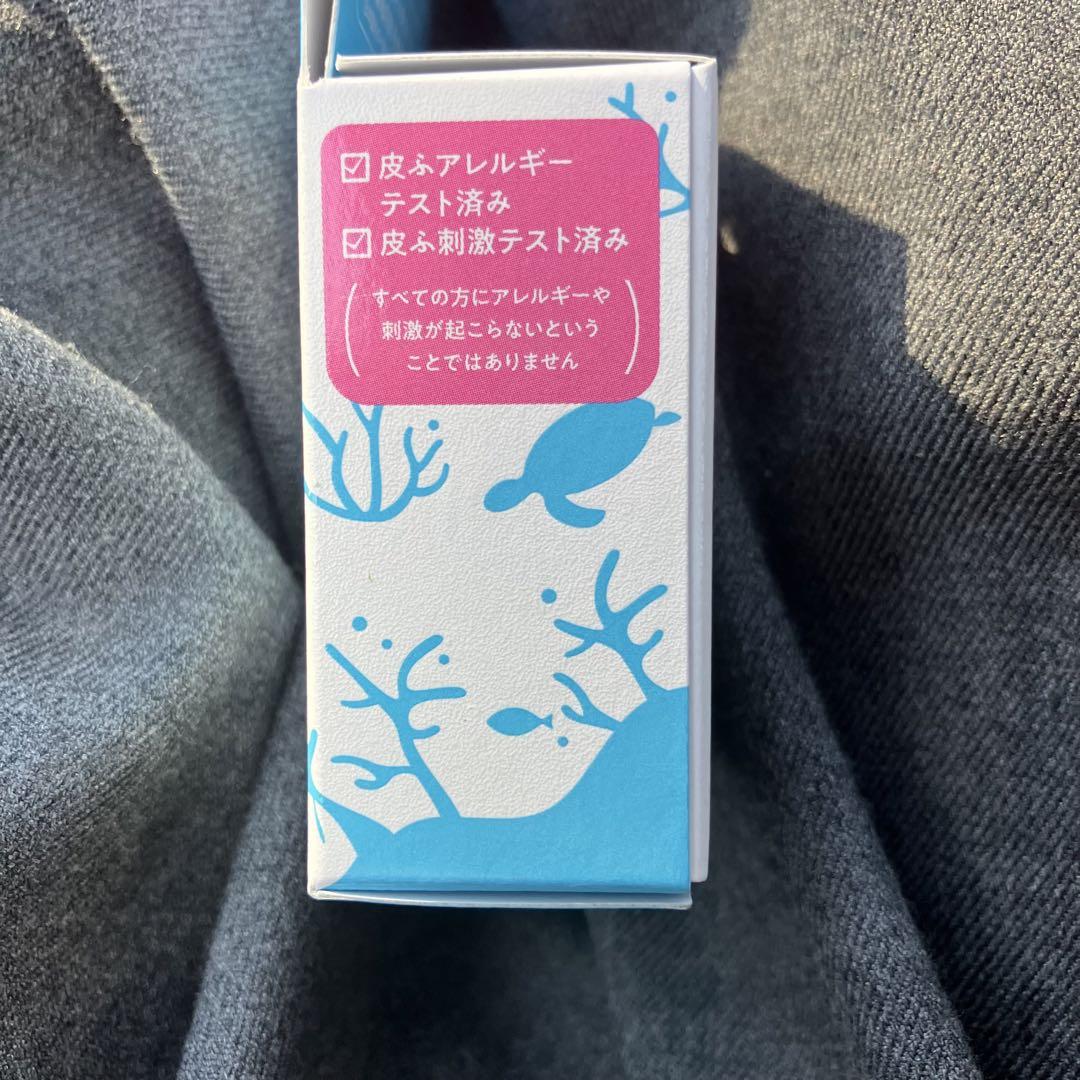 ☑ 皮ふアレルギー
テスト済み
☑ 皮ふ刺激テスト済み
(すべての方にアレルギーや
刺激が起こらないという
ことではありません)